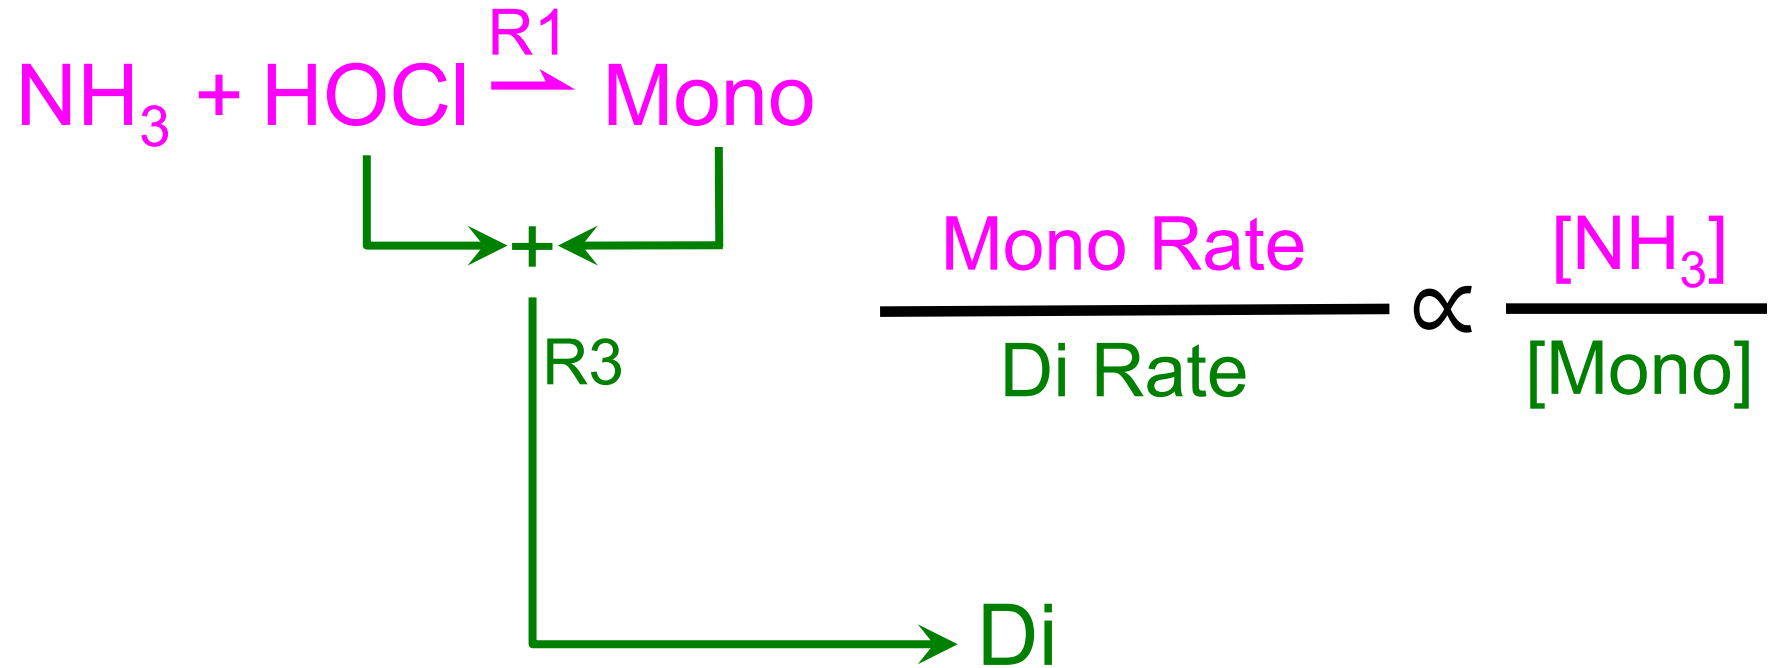 R1
NH₃ + HOCl ⇀ Mono
+
R3
Di
Mono Rate ∝ [NH₃]
Di Rate [Mono]